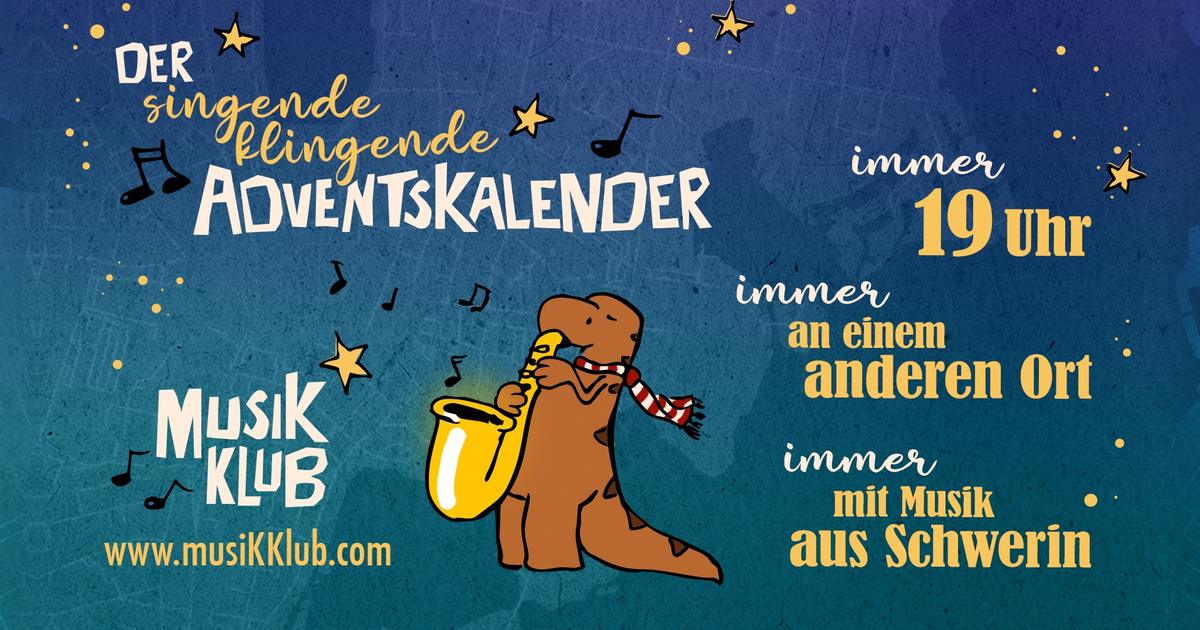 DER
singende
klingende
ADVENTSKALENDER
immer
19 Uhr
immer
an einem
anderen Ort
immer
mit Musik
aus Schwerin
MUSIK
KLUB
www.musiKKlub.com